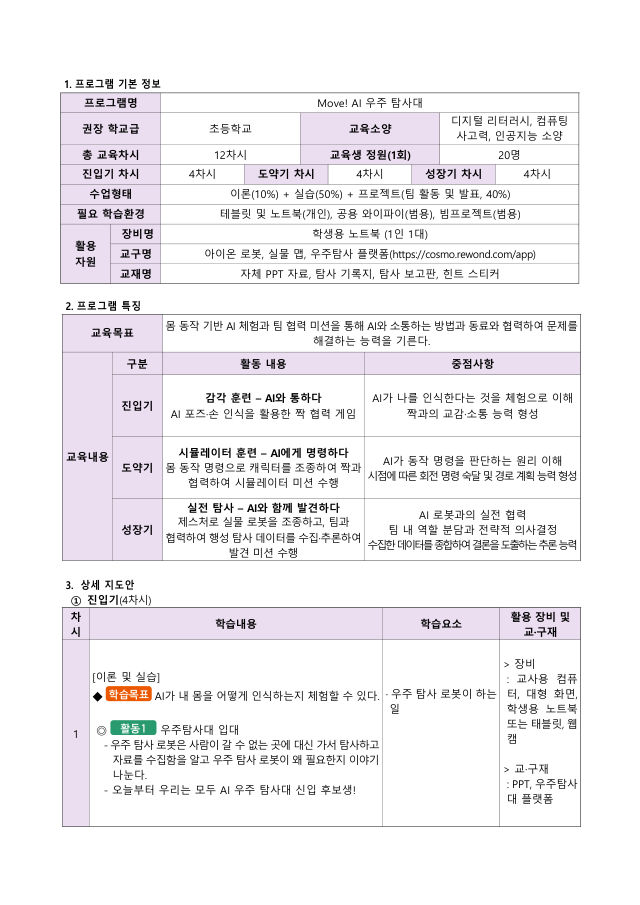 1. 프로그램 기본 정보
프로그램명
Move! AI 우주 탐사대
권장 학교급
초등학교
교육소양
디지털 리터러시, 컴퓨팅
사고력, 인공지능 소양
총 교육차시
12차시
교육생 정원(1회)
20명
진입기 차시
4차시
도약기 차시
4차시
성장기 차시
4차시
수업형태
이론(10%) + 실습(50%) + 프로젝트(팀 활동 및 발표, 40%)
필요 학습환경
테블릿 및 노트북(개인), 공용 와이파이(범용), 빔프로젝트(범용)
활용
자원
장비명
학생용 노트북 (1인 1대)
교구명
아이온 로봇, 실물 맵, 우주탐사 플랫폼(https://cosmo.rewond.com/app)
교재명
자체 PPT 자료, 탐사 기록지, 탐사 보고판, 힌트 스티커
2. 프로그램 특징
교육목표
몸 동작 기반 AI 체험과 팀 협력 미션을 통해 AI와 소통하는 방법과 동료와 협력하여 문제를
해결하는 능력을 기른다.
교육내용
구분
활동 내용
중점사항
진입기
감각 훈련 – AI와 통하다
AI 포즈·손 인식을 활용한 짝 협력 게임
AI가 나를 인식한다는 것을 체험으로 이해
짝과의 교감·소통 능력 형성
도약기
시뮬레이터 훈련 – AI에게 명령하다
몸 동작 명령으로 캐릭터를 조종하여 짝과
협력하여 시뮬레이터 미션 수행
AI가 동작 명령을 판단하는 원리 이해
시점에 따른 회전 명령 숙달 및 경로 계획 능력 형성
성장기
실전 탐사 – AI와 함께 발견하다
제스처로 실물 로봇을 조종하고, 팀과
협력하여 행성 탐사 데이터를 수집·추론하여
발견 미션 수행
AI 로봇과의 실전 협력
팀 내 역할 분담과 전략적 의사결정
수집한 데이터를 종합하여 결론을 도출하는 추론 능력
3. 상세 지도안
① 진입기(4차시)
차
시
학습내용
학습요소
활용 장비 및
교·구재
1
[이론 및 실습]
◆ 학습목표 AI가 내 몸을 어떻게 인식하는지 체험할 수 있다.
◎ 활동1 우주탐사대 입대
- 우주 탐사 로봇은 사람이 갈 수 없는 곳에 대신 가서 탐사하고
자료를 수집함을 알고 우주 탐사 로봇이 왜 필요한지 이야기
나눈다.
- 오늘부터 우리는 모두 AI 우주 탐사대 신입 후보생!
· 우주 탐사 로봇이 하는
일
> 장비
: 교사용 컴퓨
터, 대형 화면,
학생용 노트북
또는 태블릿, 웹
캠
> 교·구재
: PPT, 우주탐사
대 플랫폼